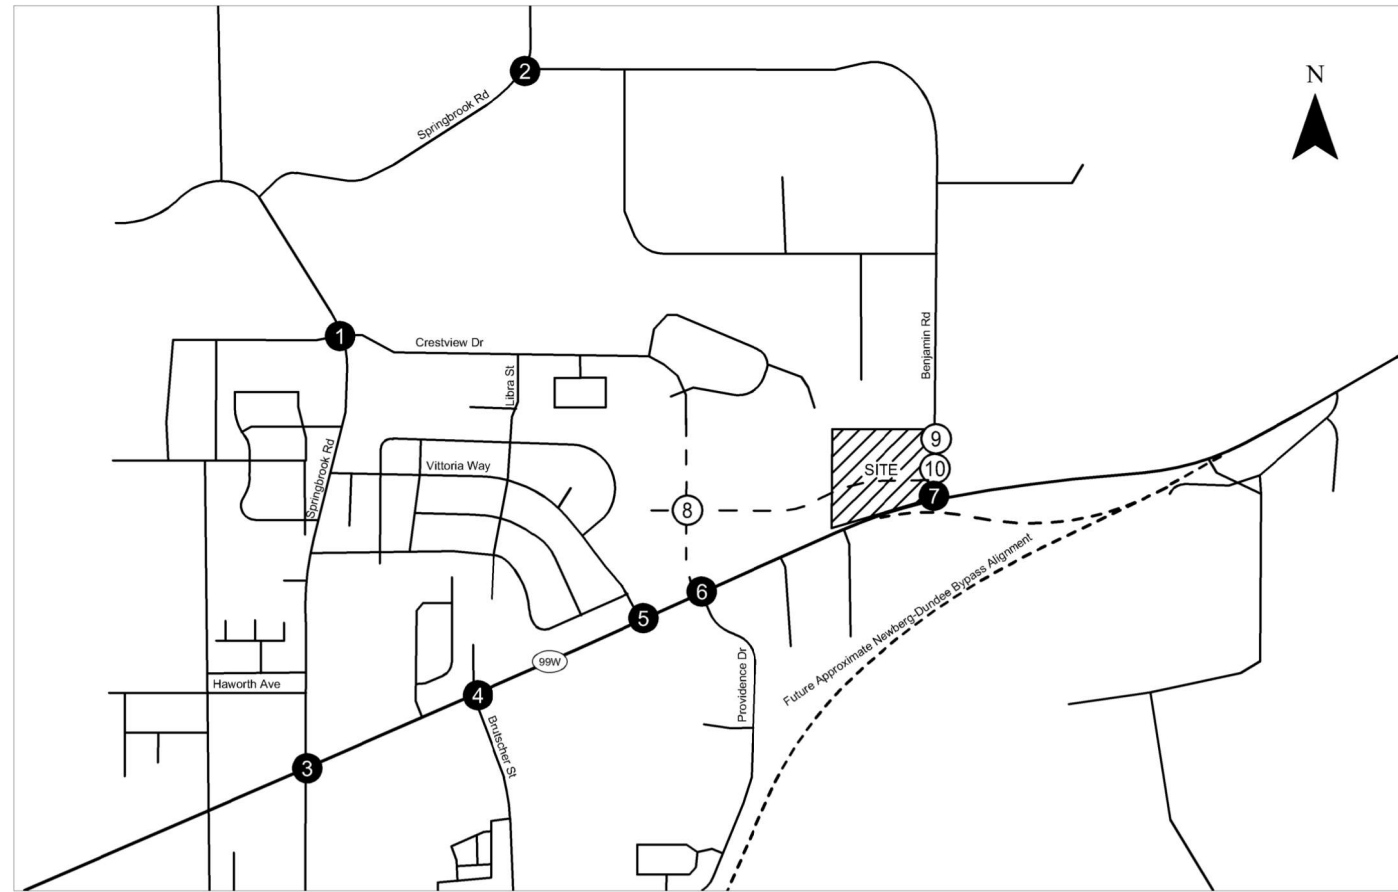 2
N
Springbrook Rd
1
Crestview Dr
Libra St
Benjamin Rd
Springbrook Rd
Vittoria Way
9
SITE
10
7
8
6
5
Future Approximate Newberg-Dundee Bypass Alignment
99W
Providence Dr
Haworth Ave
4
Brutscher St
3